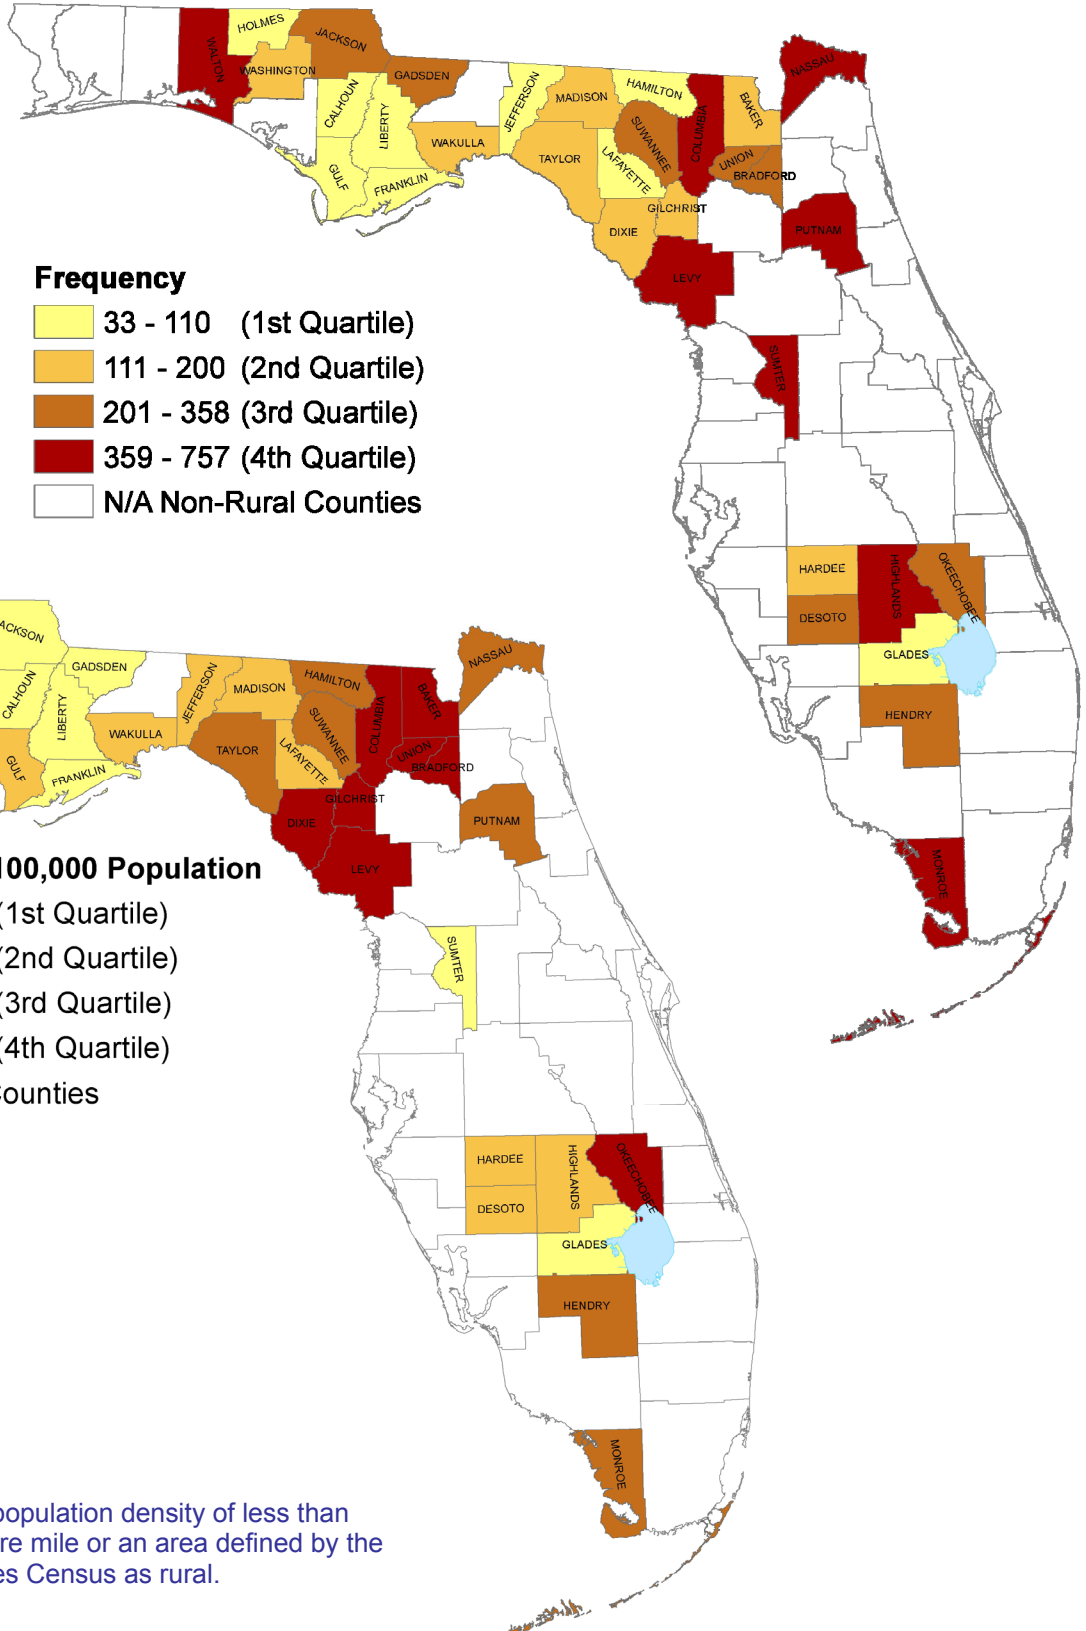 HOLMES
JACKSON
WALTON
WASHINGTON
GADSDEN
CALHOUN
LIBERTY
JEFFERSON
MADISON
HAMILTON
COLUMBIA
BAKER
NASSAU
WAKULLA
TAYLOR
LAFAYETTE
SUWANNEE
UNION
BRADFORD
GULF
FRANKLIN
GILCHRIST
DIXIE
PUTNAM
LEVY
SUMTER
HARDEE
HIGHLANDS
OKEECHOBEE
DESOTO
GLADES
HENDRY
MONROE
Frequency
33 - 110 (1st Quartile)
111 - 200 (2nd Quartile)
201 - 358 (3rd Quartile)
359 - 757 (4th Quartile)
N/A Non-Rural Counties
ACKSON
GADSDEN
CALHOUN
LIBERTY
JEFFERSON
MADISON
HAMILTON
COLUMBIA
BAKER
NASSAU
WAKULLA
TAYLOR
LAFAYETTE
SUWANNEE
UNION
BRADFORD
GULF
FRANKLIN
GILCHRIST
DIXIE
PUTNAM
LEVY
SUMTER
HARDEE
HIGHLANDS
OKEECHOBEE
DESOTO
GLADES
HENDRY
MONROE
100,000 Population
(1st Quartile)
(2nd Quartile)
(3rd Quartile)
(4th Quartile)
Counties
population density of less than
re mile or an area defined by the
es Census as rural.